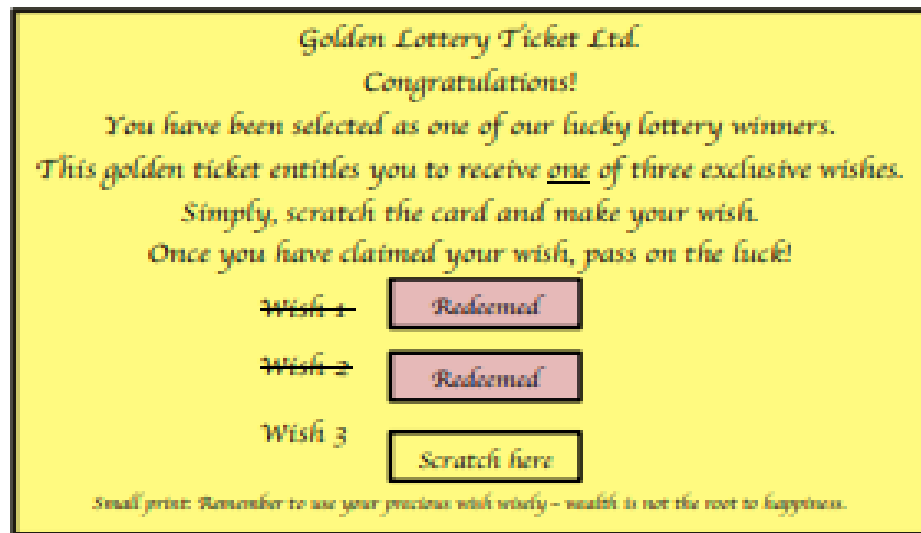 Golden Lottery Ticket Ltd.
Congratulations!
You have been selected as one of our lucky lottery winners.
This golden ticket entitles you to receive one of three exclusive wishes.
Simply, scratch the card and make your wish.
Once you have claimed your wish, pass on the luck!
Wish 1 Redeemed
Wish 2 Redeemed
Wish 3 Scratch here
Small print: Remember to use your precious wish wisely – wealth is not the root to happiness.